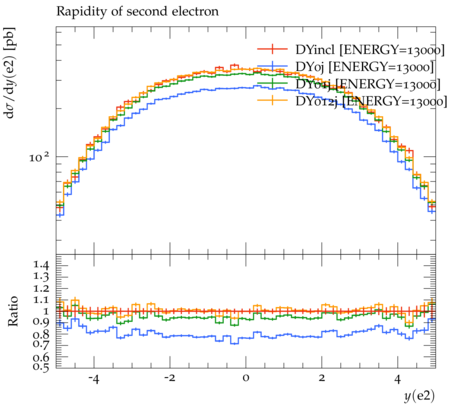 Rapidity of second electron
dσ/dy(e2) [pb]
DYincl [ENERGY=13000]
DY0j [ENERGY=13000]
DY01j [ENERGY=13000]
DY012j [ENERGY=13000]
10²
Ratio
1.4
1.3
1.2
1.1
1
0.9
0.8
0.7
0.6
0.5
-4
-2
0
2
4
y(e2)